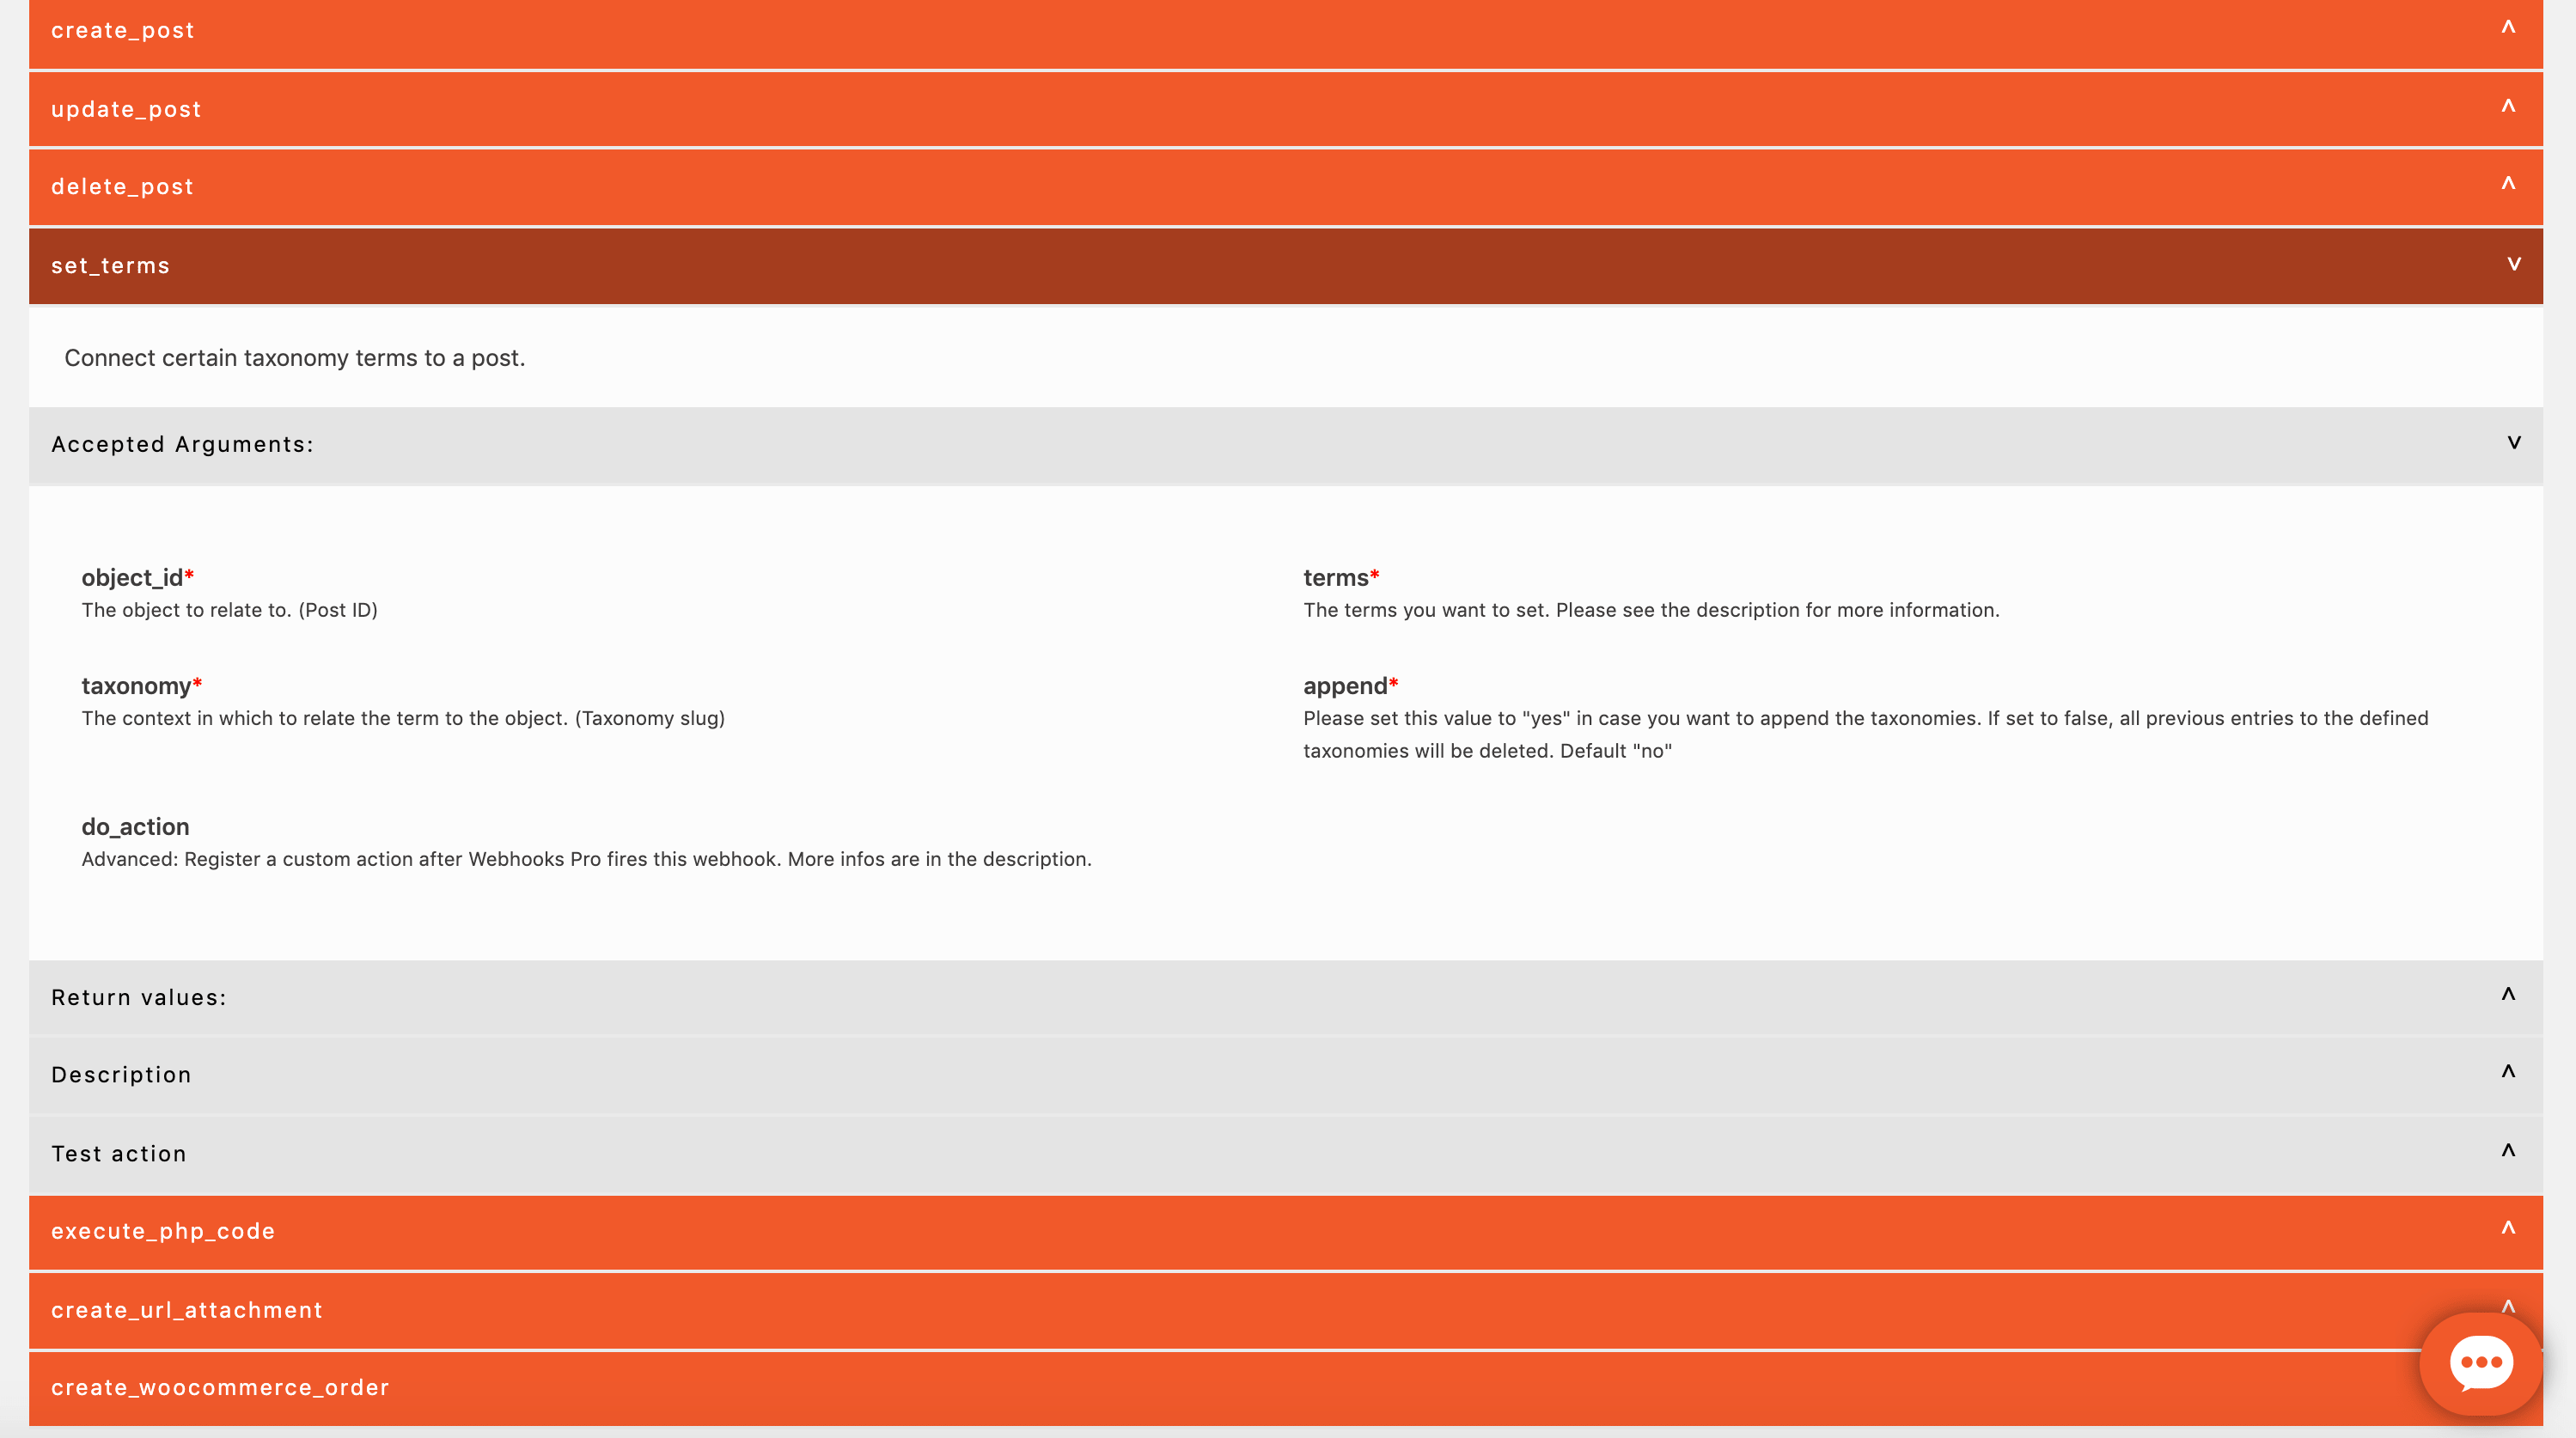 create_post
update_post
delete_post
set_terms
Connect certain taxonomy terms to a post.
Accepted Arguments:
object_id*
The object to relate to. (Post ID)
terms*
The terms you want to set. Please see the description for more information.
taxonomy*
The context in which to relate the term to the object. (Taxonomy slug)
append*
Please set this value to "yes" in case you want to append the taxonomies. If set to false, all previous entries to the defined
taxonomies will be deleted. Default "no"
do_action
Advanced: Register a custom action after Webhooks Pro fires this webhook. More infos are in the description.
Return values:
Description
Test action
execute_php_code
create_url_attachment
create_woocommerce_order